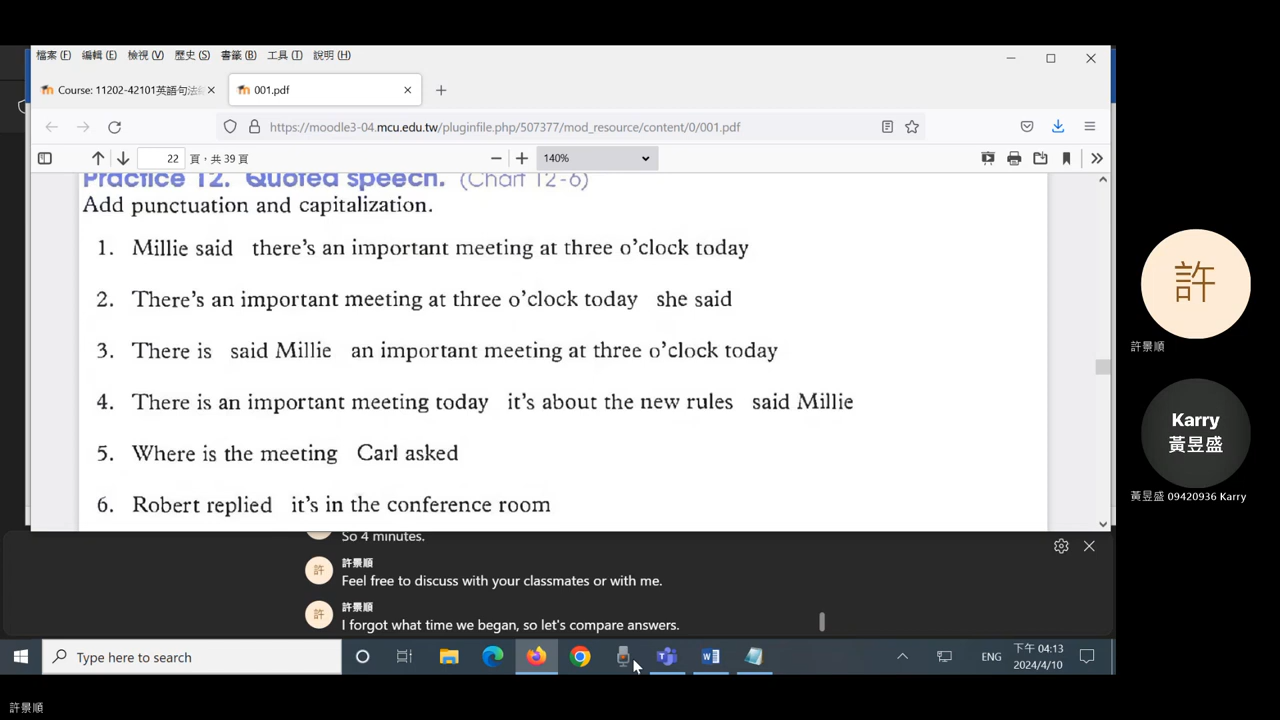 檔案 (F) 編輯 (E) 檢視 (V) 歷史 (S) 書籤 (B) 工具 (T) 說明 (H)
Course: 11202-42101英語句法
001.pdf
https://moodle3-04.mcu.edu.tw/pluginfile.php/507377/mod_resource/content/0/001.pdf
22 頁，共 39 頁
140%
Practice 12. Quoted speech. (Chart 12-6)
Add punctuation and capitalization.
1. Millie said there's an important meeting at three o'clock today
2. There's an important meeting at three o'clock today she said
3. There is said Millie an important meeting at three o'clock today
4. There is an important meeting today it's about the new rules said Millie
5. Where is the meeting Carl asked
6. Robert replied it's in the conference room
許
許景順
Karry
黃昱盛
黃昱盛 09420936 Karry
So 4 minutes.
許景順
許
Feel free to discuss with your classmates or with me.
許景順
許
I forgot what time we began, so let's compare answers.
Type here to search
ENG
下午 04:13
2024/4/10
許景順